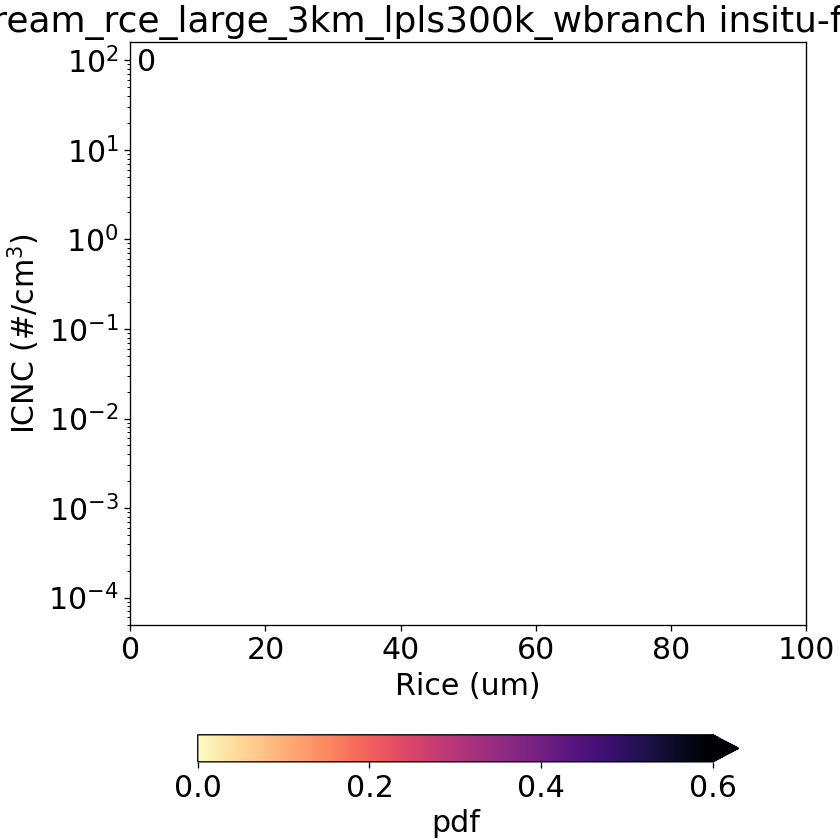 ream_rce_large_3km_lpls300k_wbranch insitu-f
10²
0
10¹
10⁰
10⁻¹
10⁻²
10⁻³
10⁻⁴
ICNC (#/cm³)
0 20 40 60 80 100
Rice (um)
0.0 0.2 0.4 0.6
pdf